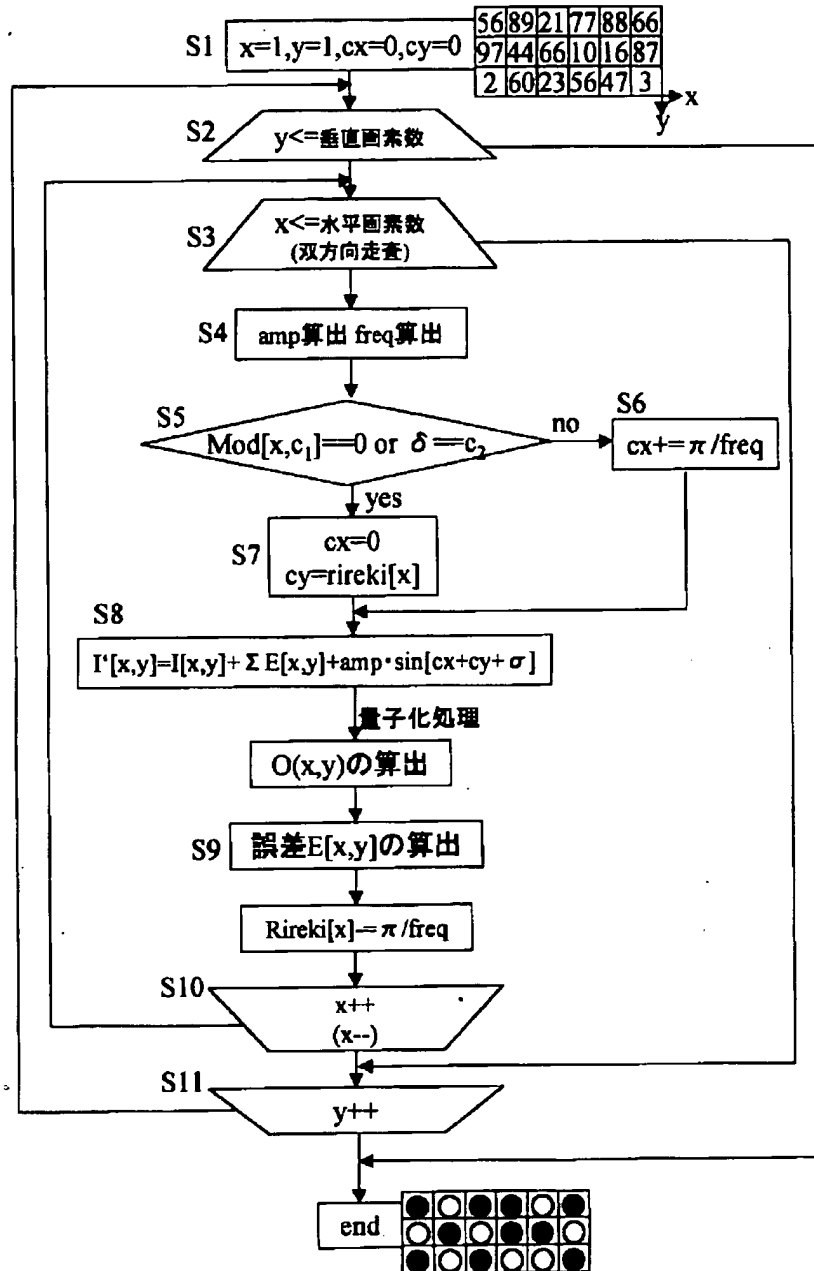 S1
x=1,y=1,cx=0,cy=0
56 89 21 77 88 66
97 44 66 10 16 87
2 60 23 56 47 3
x
y
S2
y<=垂直画素数
S3
x<=水平画素数
(双方向走査)
S4
amp算出 freq算出
S5
Mod[x,c₁]==0 or δ==c₂
no
S6
cx+=π/freq
yes
S7
cx=0
cy=rireki[x]
S8
I'[x,y]=I[x,y]+ΣE[x,y]+amp・sin[cx+cy+σ]
量子化処理
O(x,y)の算出
S9
誤差E[x,y]の算出
Rireki[x]-=π/freq
S10
x++
(x--)
S11
y++
end